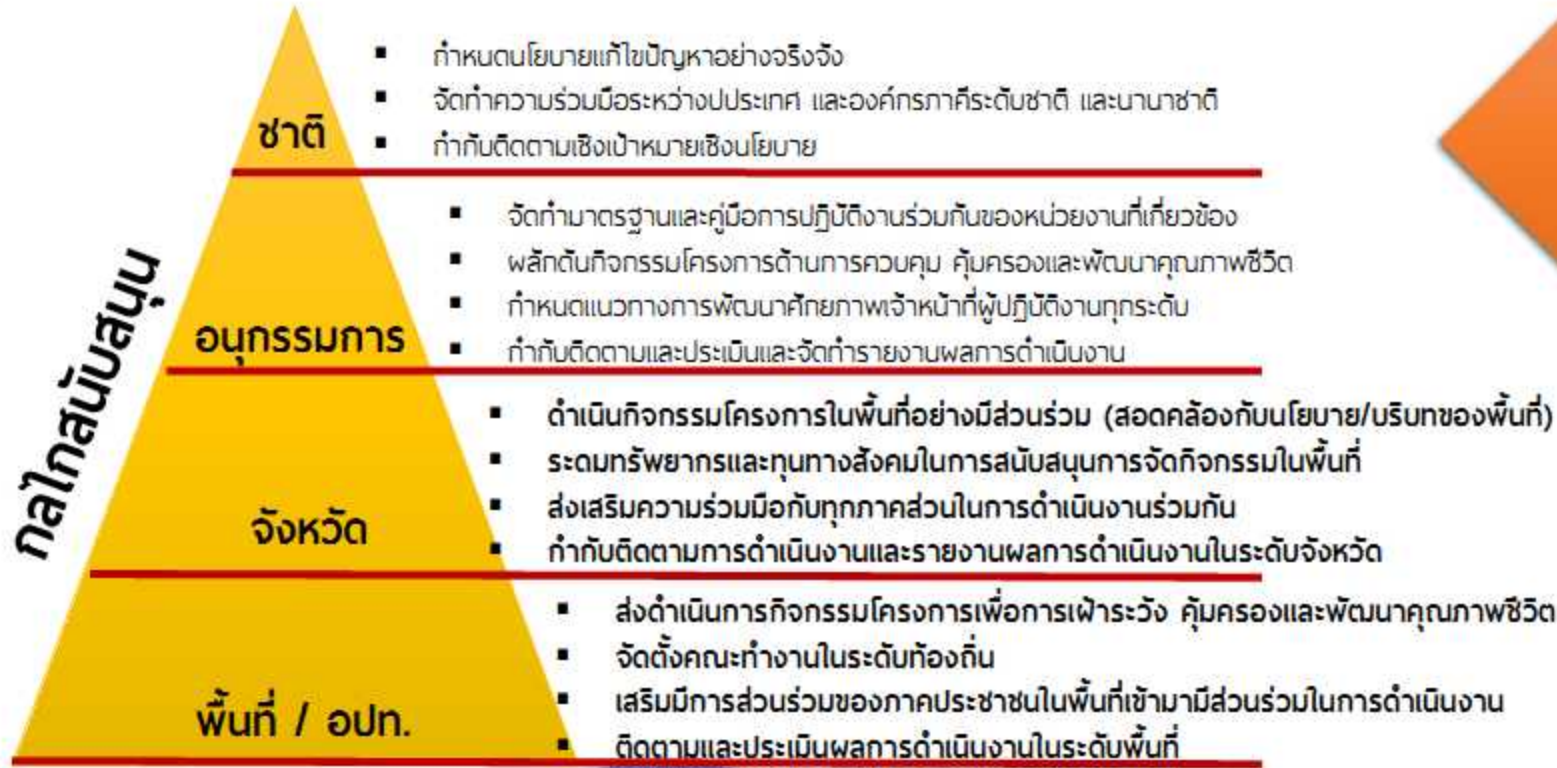 กลไกสนับสนุน
ชาติ
▪ กำหนดนโยบายแก้ไขปัญหาอย่างจริงจัง
▪ จัดทำความร่วมมือระหว่างปประเทศ และองค์กรภาคีระดับชาติ และนานาชาติ
▪ กำกับติดตามเชิงเป้าหมายเชิงนโยบาย
อนุกรรมการ
▪ จัดทำมาตรฐานและคู่มือการปฏิบัติงานร่วมกันของหน่วยงานที่เกี่ยวข้อง
▪ ผลักดันกิจกรรมโครงการด้านการควบคุม คุ้มครองและพัฒนาคุณภาพชีวิต
▪ กำหนดแนวทางการพัฒนาศักยภาพเจ้าหน้าที่ผู้ปฏิบัติงานทุกระดับ
▪ กำกับติดตามและประเมินและจัดทำรายงานผลการดำเนินงาน
จังหวัด
▪ ดำเนินกิจกรรมโครงการในพื้นที่อย่างมีส่วนร่วม (สอดคล้องกับนโยบาย/บริบทของพื้นที่)
▪ ระดมทรัพยากรและทุนทางสังคมในการสนับสนุนการจัดกิจกรรมในพื้นที่
▪ ส่งเสริมความร่วมมือกับทุกภาคส่วนในการดำเนินงานร่วมกัน
▪ กำกับติดตามการดำเนินงานและรายงานผลการดำเนินงานในระดับจังหวัด
พื้นที่ / อปท.
▪ ส่งดำเนินการกิจกรรมโครงการเพื่อการเฝ้าระวัง คุ้มครองและพัฒนาคุณภาพชีวิต
▪ จัดตั้งคณะทำงานในระดับท้องถิ่น
▪ เสริมมีการส่วนร่วมของภาคประชาชนในพื้นที่เข้ามามีส่วนร่วมในการดำเนินงาน
▪ ติดตามและประเมินผลการดำเนินงานในระดับพื้นที่